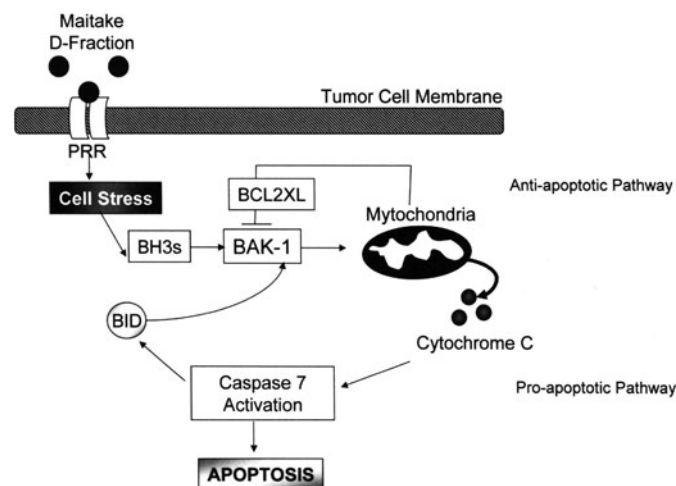 Maitake
D-Fraction
Tumor Cell Membrane
PRR
Cell Stress
BCL2XL
Anti-apoptotic Pathway
Mytochondria
BH3s
BAK-1
BID
Cytochrome C
Caspase 7
Activation
Pro-apoptotic Pathway
APOPTOSIS